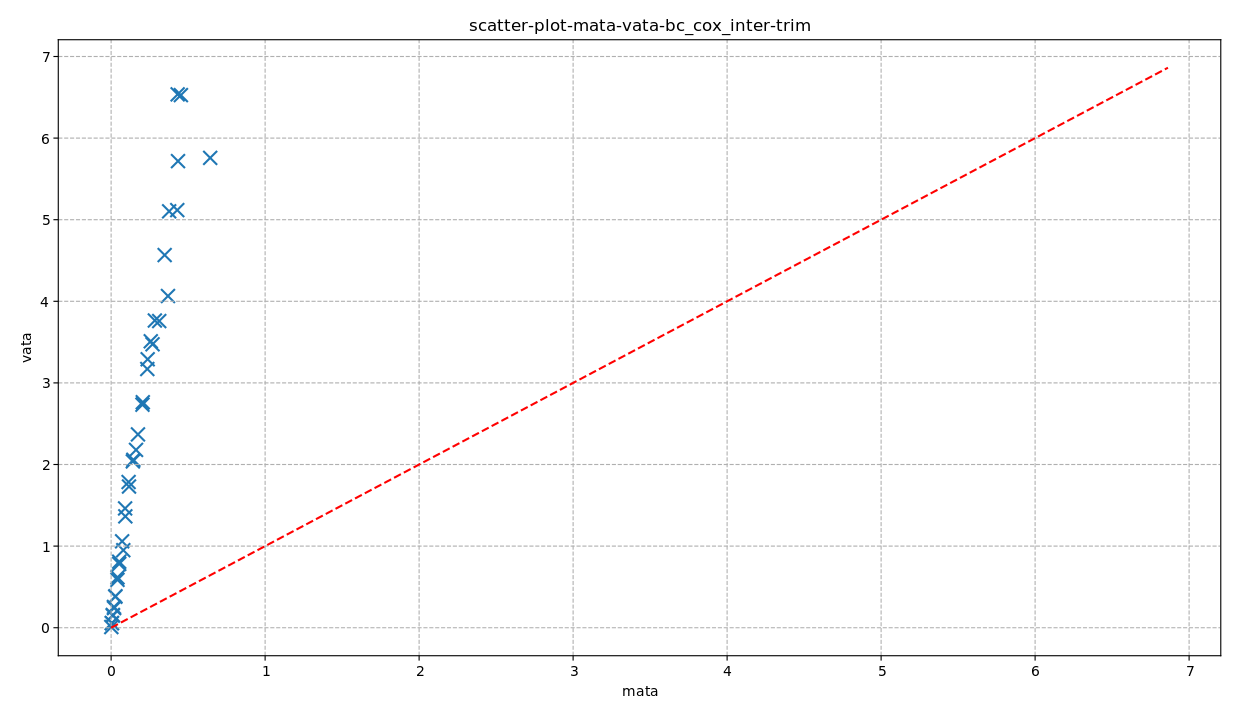 scatter-plot-mata-vata-bc_cox_inter-trim
7
6
5
4
3
2
1
0
vata
0 1 2 3 4 5 6 7
mata